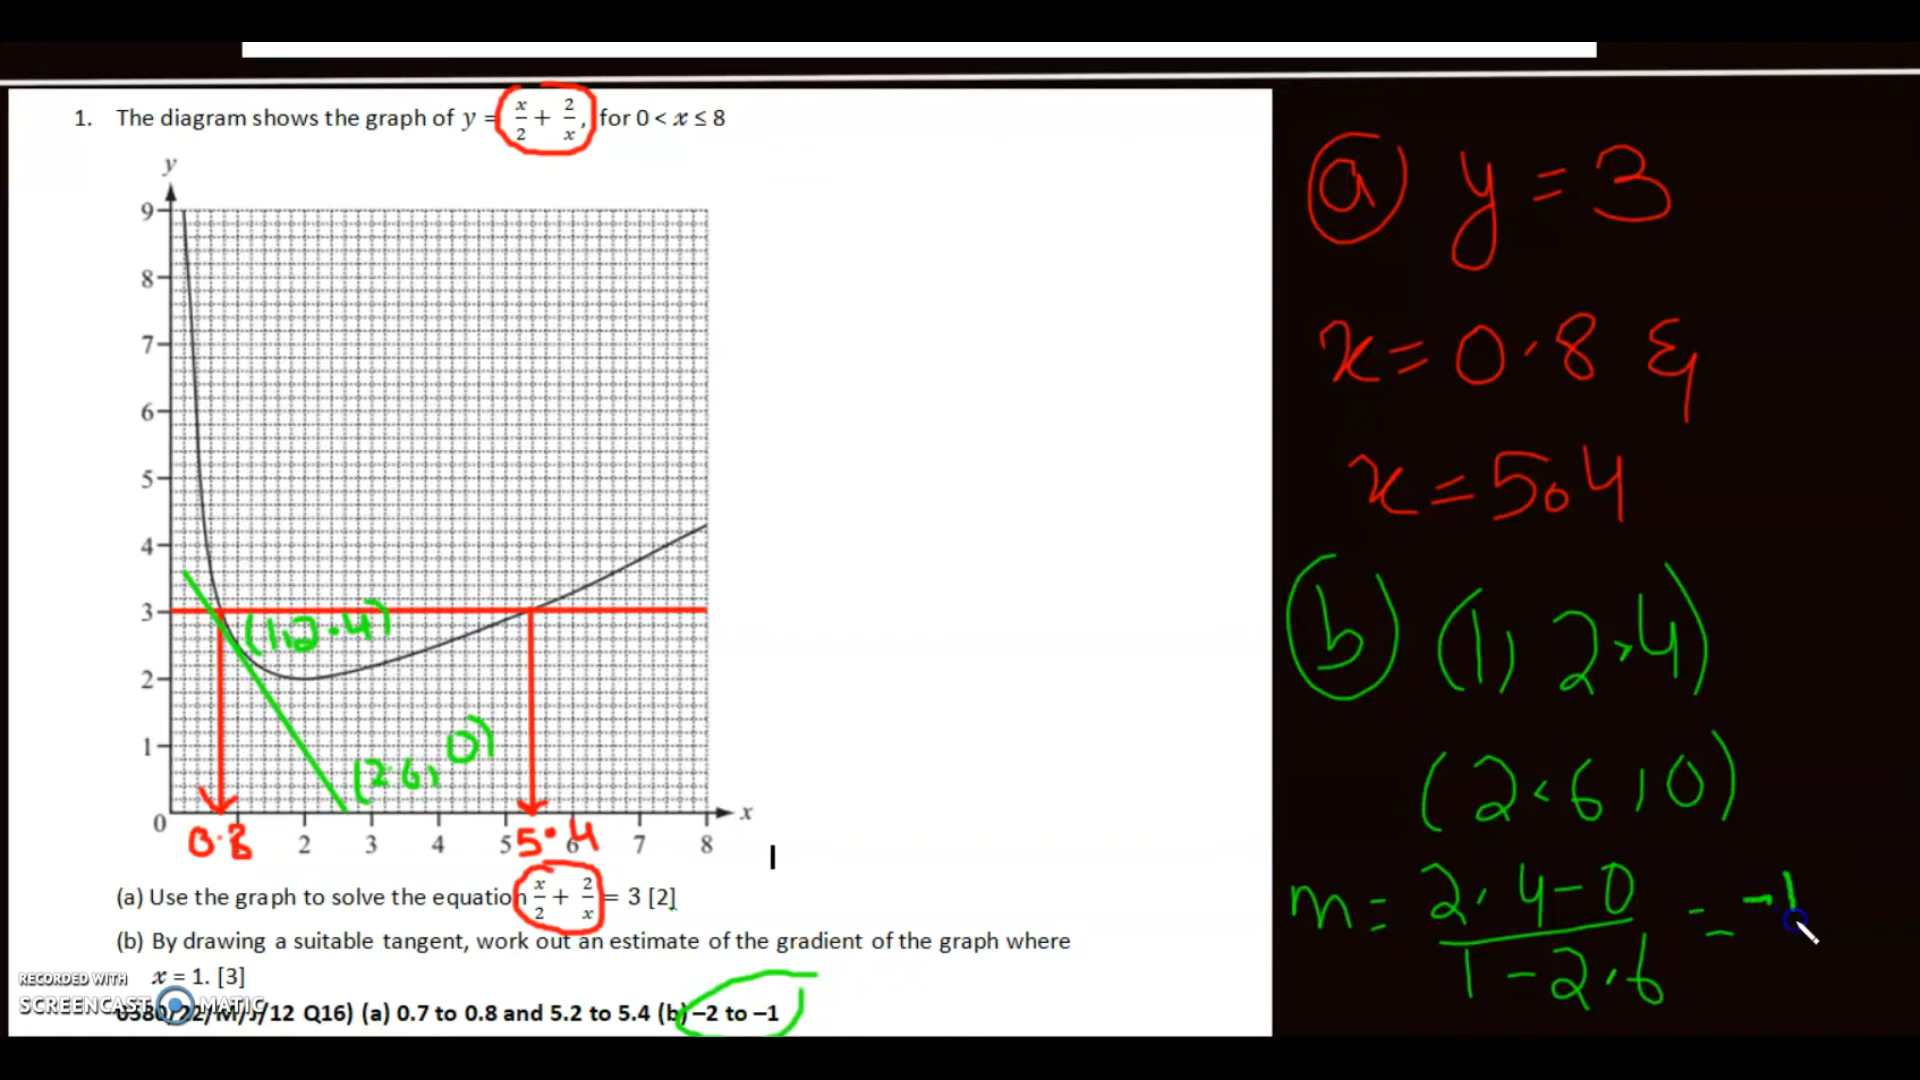 1. The diagram shows the graph of y = x/2 + 2/x, for 0 < x ≤ 8
y
9
8
7
6
5
4
3
2
1
0
(1,2.4)
(2.6, 0)
x
0.8 2 3 4 5 5.4 6 7 8
(a) Use the graph to solve the equation x/2 + 2/x = 3 [2]
(b) By drawing a suitable tangent, work out an estimate of the gradient of the graph where
x = 1. [3]
0580/22/M/J/12 Q16) (a) 0.7 to 0.8 and 5.2 to 5.4 (b) –2 to –1
RECORDED WITH
SCREENCAST MATIC
a y = 3
x = 0.8 &
x = 5.4
b (1, 2.4)
(2.6, 0)
m = 2.4 - 0 / 1 - 2.6 = -1